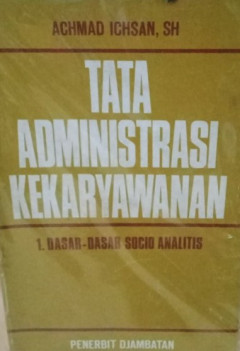 ACHMAD ICHSAN, SH
TATA
ADMINISTRASI
KEKARYAWANAN
1. DASAR-DASAR SOCIO ANALITIS
PENERBIT DJAMBATAN